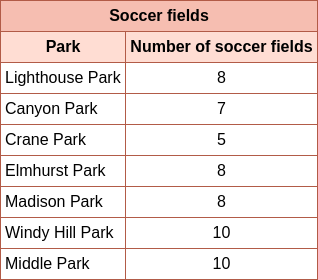 Soccer fields
Park Number of soccer fields
Lighthouse Park 8
Canyon Park 7
Crane Park 5
Elmhurst Park 8
Madison Park 8
Windy Hill Park 10
Middle Park 10